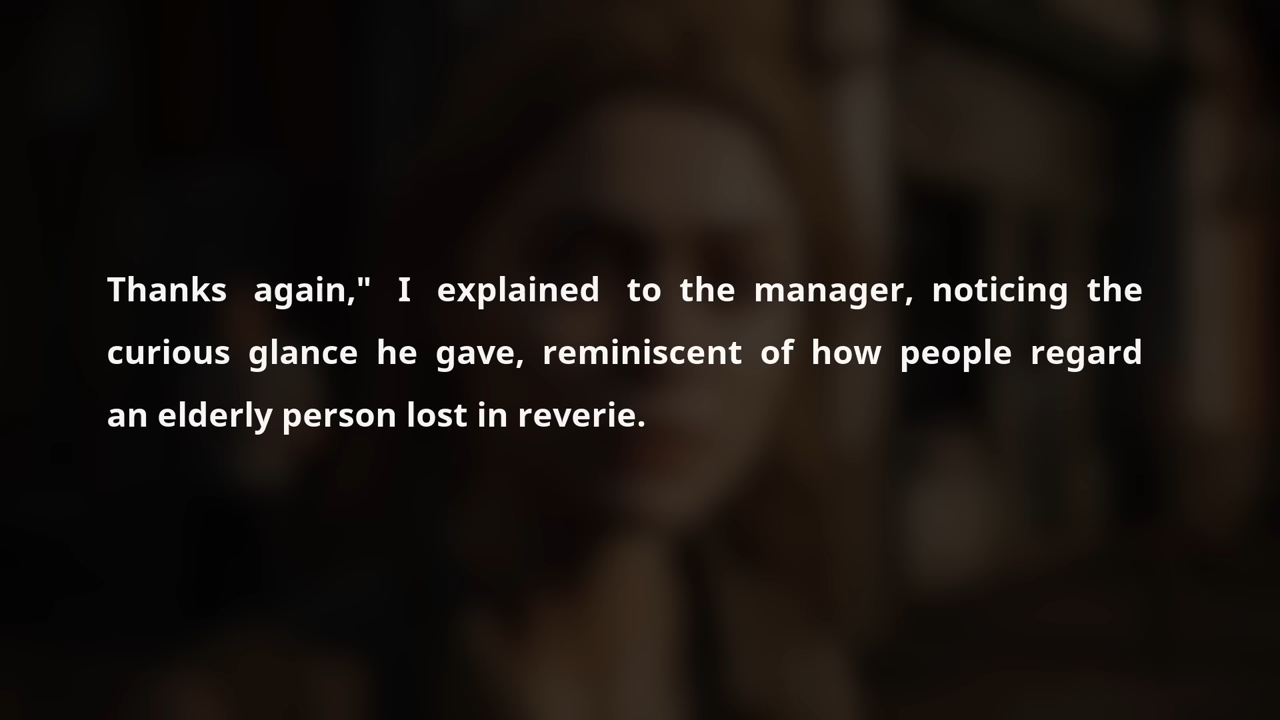 Thanks again," I explained to the manager, noticing the
curious glance he gave, reminiscent of how people regard
an elderly person lost in reverie.